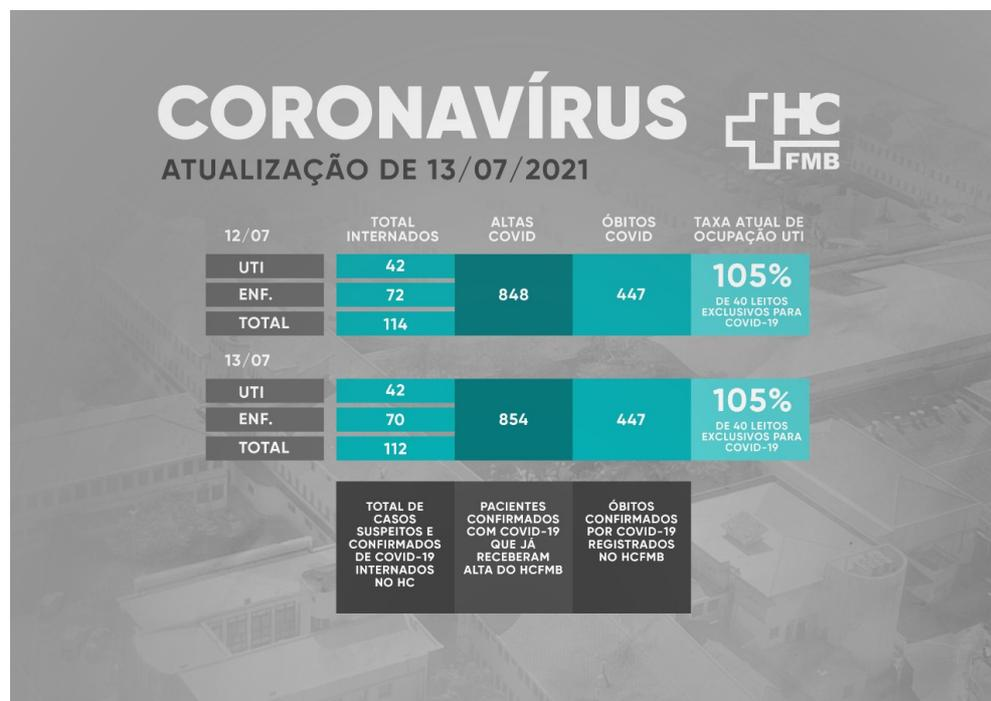 CORONAVÍRUS
HC
FMB
ATUALIZAÇÃO DE 13/07/2021
12/07
TOTAL
INTERNADOS
ALTAS
COVID
ÓBITOS
COVID
TAXA ATUAL DE
OCUPAÇÃO UTI
UTI
42
ENF.
72
TOTAL
114
848
447
105%
DE 40 LEITOS
EXCLUSIVOS PARA
COVID-19
13/07
UTI
42
ENF.
70
TOTAL
112
854
447
105%
DE 40 LEITOS
EXCLUSIVOS PARA
COVID-19
TOTAL DE
CASOS
SUSPEITOS E
CONFIRMADOS
DE COVID-19
INTERNADOS
NO HC
PACIENTES
CONFIRMADOS
COM COVID-19
QUE JÁ
RECEBERAM
ALTA DO HCFMB
ÓBITOS
CONFIRMADOS
POR COVID-19
REGISTRADOS
NO HCFMB